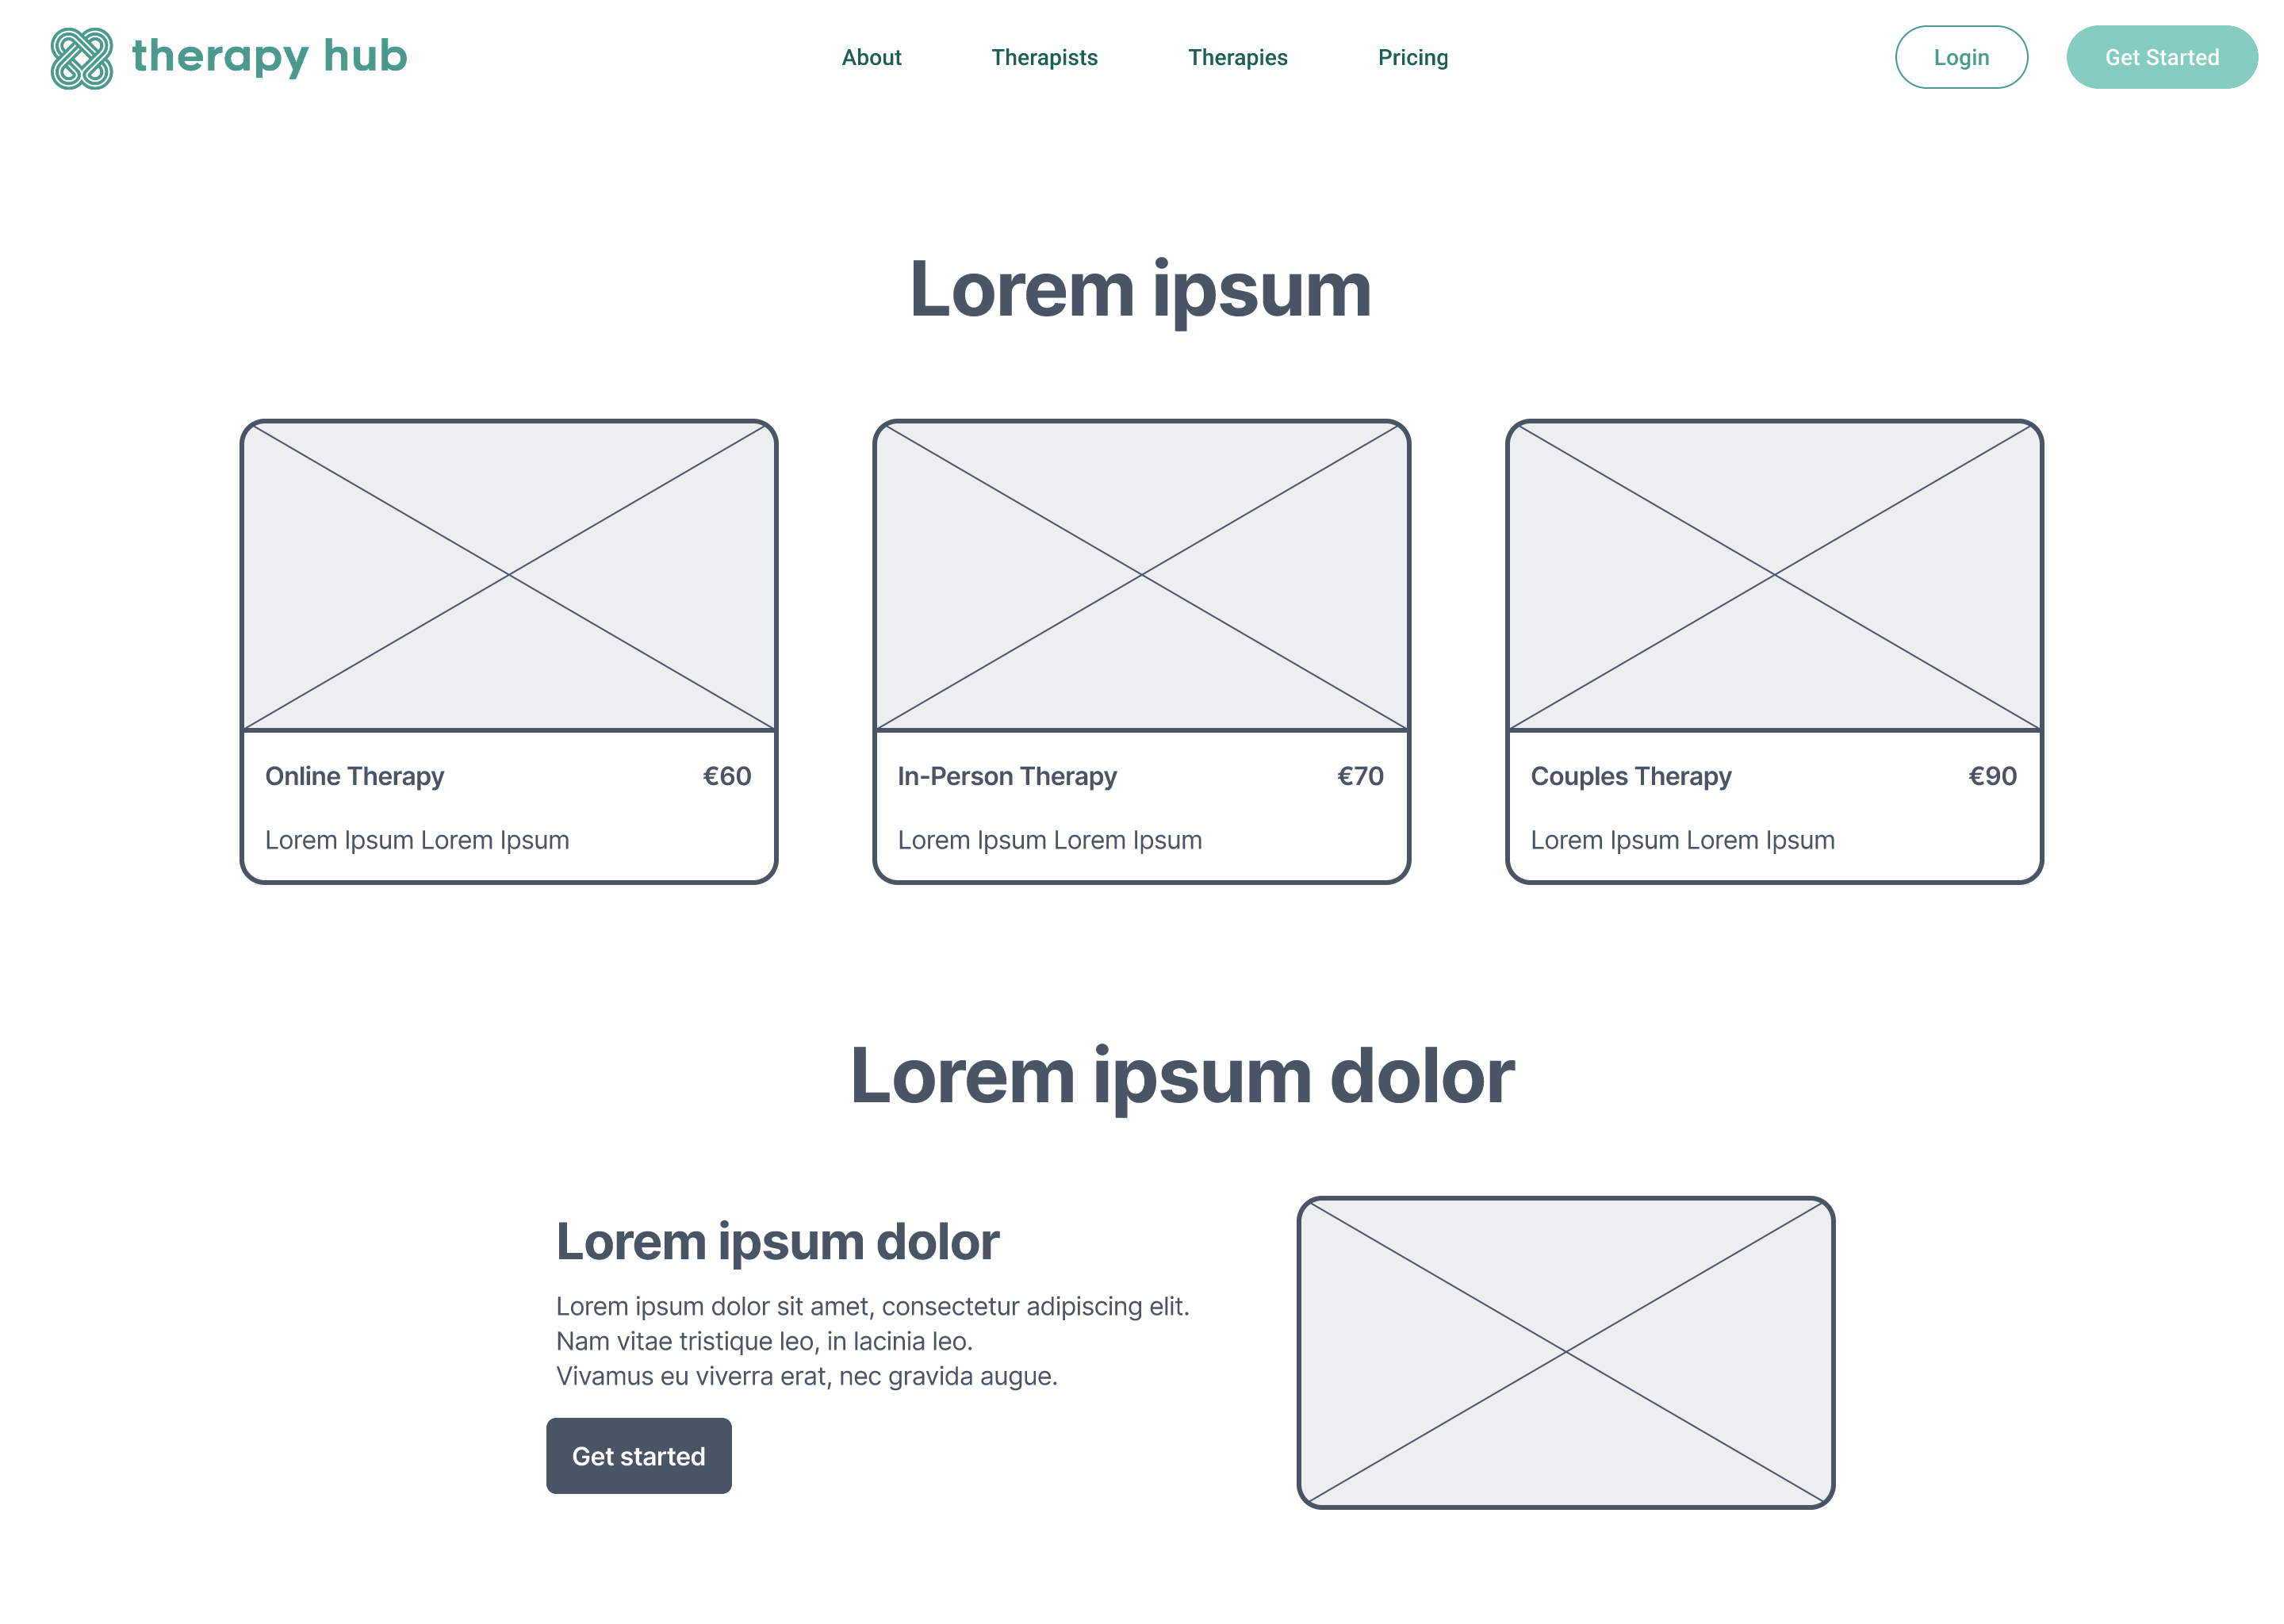 therapy hub
About
Therapists
Therapies
Pricing
Login
Get Started
Lorem ipsum
Online Therapy €60
Lorem Ipsum Lorem Ipsum
In-Person Therapy €70
Lorem Ipsum Lorem Ipsum
Couples Therapy €90
Lorem Ipsum Lorem Ipsum
Lorem ipsum dolor
Lorem ipsum dolor
Lorem ipsum dolor sit amet, consectetur adipiscing elit.
Nam vitae tristique leo, in lacinia leo.
Vivamus eu viverra erat, nec gravida augue.
Get started